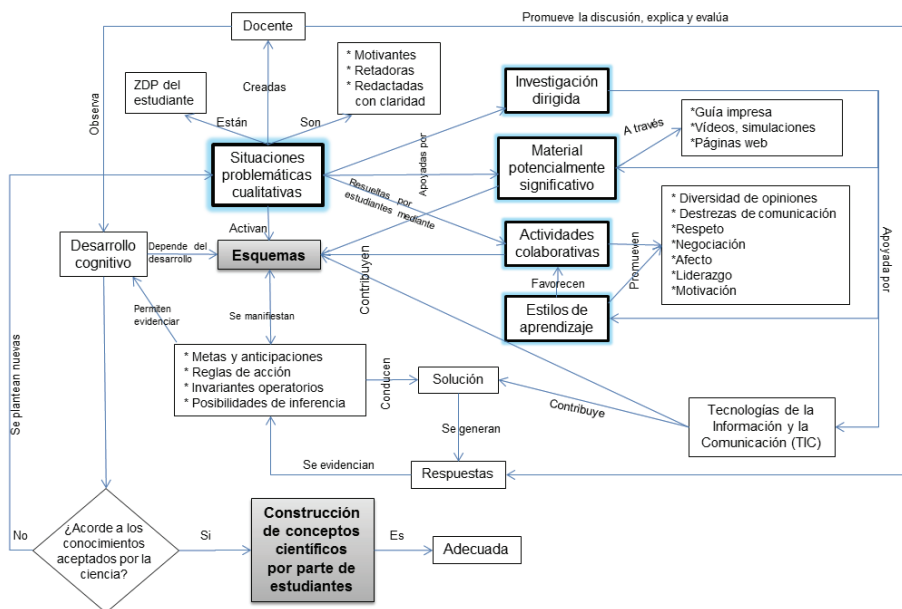 Promueve la discusión, explica y evalúa
Docente
Observa
Creadas
ZDP del
estudiante
* Motivantes
* Retadoras
* Redactadas
con claridad
Están
Son
Investigación
dirigida
Situaciones
problemáticas
cualitativas
Apoyadas por
Material
potencialmente
significativo
A través
*Guía impresa
*Vídeos, simulaciones
*Páginas web
Resueltas por
estudiantes mediante
Activan
Desarrollo
cognitivo
Depende del
desarrollo
Esquemas
Contribuyen
Actividades
colaborativas
Promueven
* Diversidad de opiniones
* Destrezas de comunicación
*Respeto
*Negociación
*Afecto
*Liderazgo
*Motivación
Apoyada por
Favorecen
Estilos de
aprendizaje
Permiten
evidenciar
Se manifiestan
* Metas y anticipaciones
* Reglas de acción
* Invariantes operatorios
* Posibilidades de inferencia
Conducen
Solución
Contribuye
Tecnologías de la
Información y la
Comunicación (TIC)
Se plantean nuevas
Se generan
Se evidencian
Respuestas
No
¿Acorde a los
conocimientos
aceptados por la
ciencia?
Si
Construcción
de conceptos
científicos
por parte de
estudiantes
Es
Adecuada